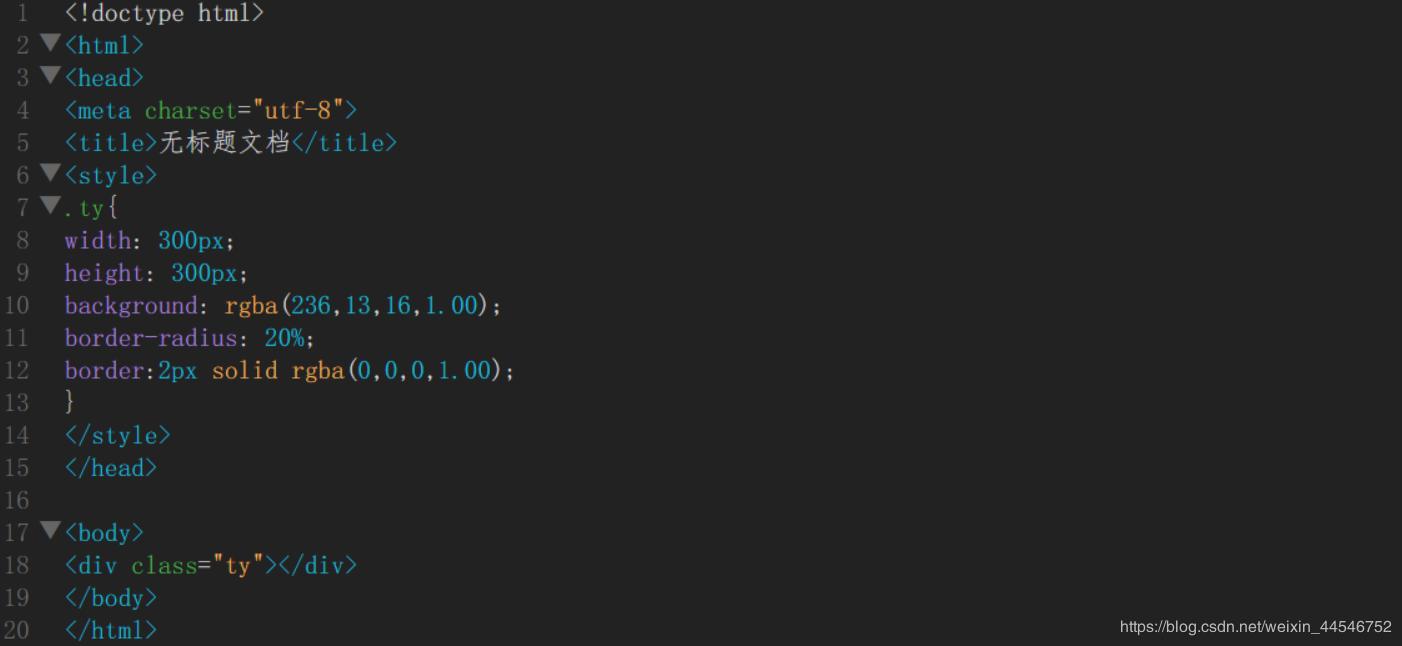 1 <!doctype html>
2 <html>
3 <head>
4 <meta charset="utf-8">
5 <title>无标题文档</title>
6 <style>
7 .ty{
8 width: 300px;
9 height: 300px;
10 background: rgba(236,13,16,1.00);
11 border-radius: 20%;
12 border:2px solid rgba(0,0,0,1.00);
13 }
14 </style>
15 </head>
16
17 <body>
18 <div class="ty"></div>
19 </body>
20 </html>
https://blog.csdn.net/weixin_44546752